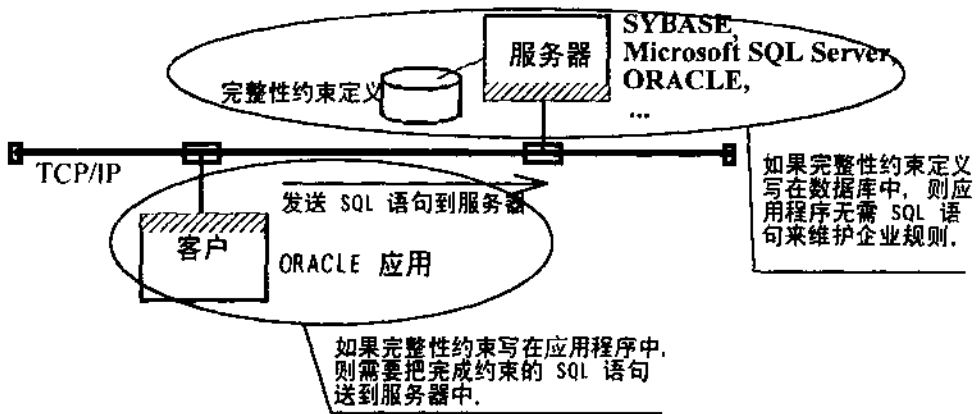 SYBASE,
服务器
Microsoft SQL Server,
ORACLE,
完整性约束定义
...
TCP/IP
发送 SQL 语句到服务器
如果完整性约束定义
写在数据库中, 则应
用程序无需 SQL 语
句来维护企业规则.
客户
ORACLE 应用
如果完整性约束写在应用程序中,
则需要把完成约束的 SQL 语句
送到服务器中.